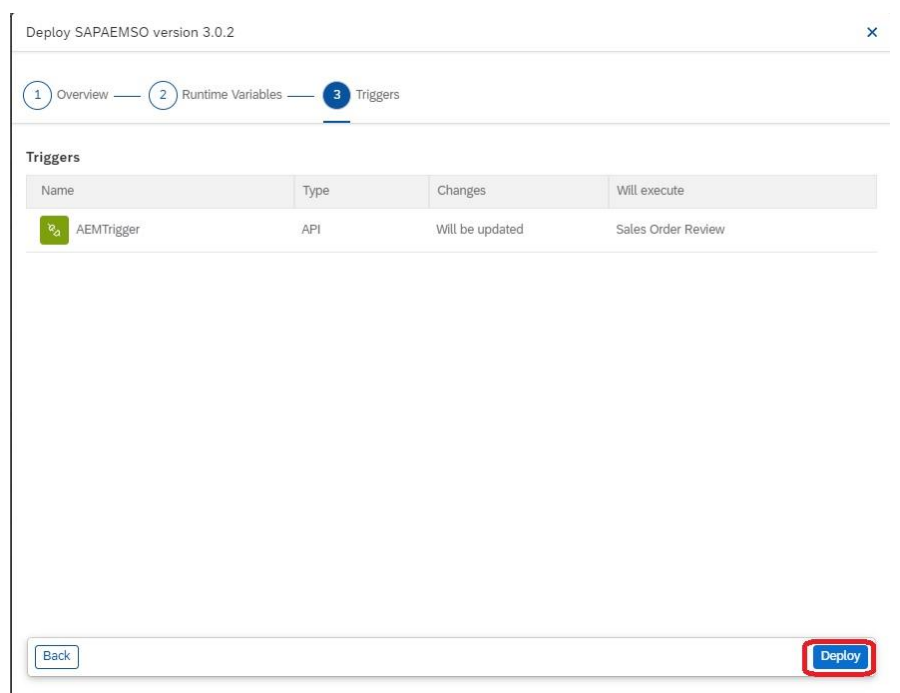 Deploy SAPAEMSO version 3.0.2
1 Overview 2 Runtime Variables 3 Triggers
Triggers
Name Type Changes Will execute
AEMTrigger API Will be updated Sales Order Review
Back Deploy